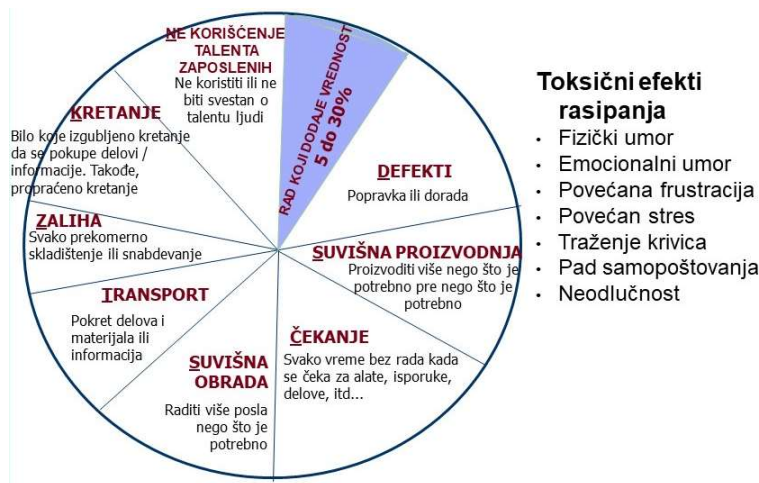 NE KORIŠĆENJE
TALENTA
ZAPOSLENIH
Ne koristiti ili ne
biti svestan o
talentu ljudi
RAD KOJI DODAJE VREDNOST
5 do 30%
DEFEKTI
Popravka ili dorada
SUVIŠNA PROIZVODNJA
Proizvoditi više nego što je
potrebno pre nego što je
potrebno
ČEKANJE
Svako vreme bez rada kada
se čeka za alate, isporuke,
delove, itd...
SUVIŠNA
OBRADA
Raditi više posla
nego što je
potrebno
TRANSPORT
Pokret delova i
materijala ili
informacija
ZALIHA
Svako prekomerno
skladištenje ili snabdevanje
KRETANJE
Bilo koje izgubljeno kretanje
da se pokupe delovi /
informacije. Takođe,
propraćeno kretanje
Toksični efekti
rasipanja
• Fizički umor
• Emocionalni umor
• Povećana frustracija
• Povećan stres
• Traženje krivica
• Pad samopoštovanja
• Neodlučnost